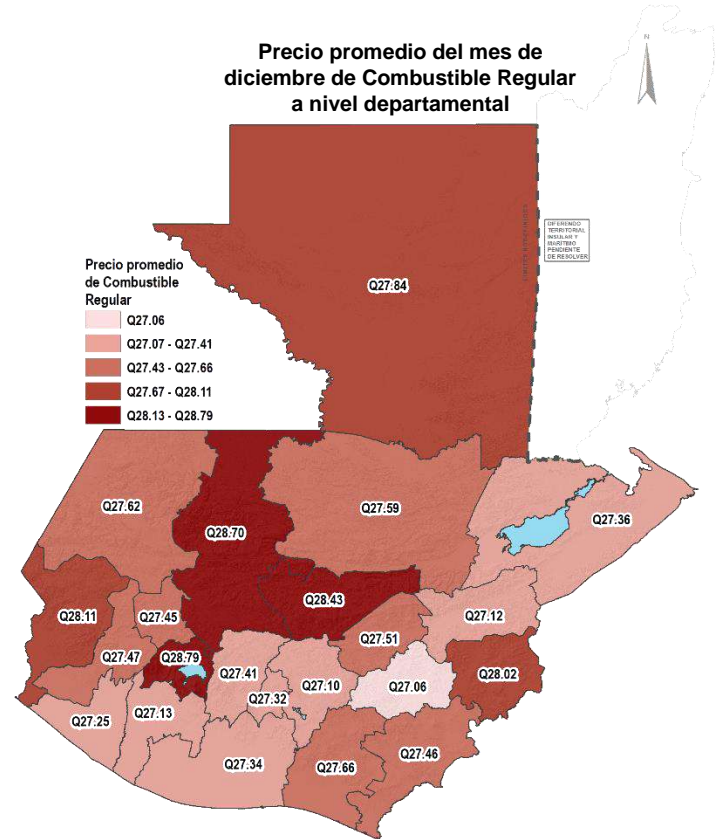 Precio promedio del mes de
diciembre de Combustible Regular
a nivel departamental
N
DIFERENDO
TERRITORIAL
INSULAR Y
MARÍTIMO
PENDIENTE
DE RESOLVER
Precio promedio
de Combustible
Regular
Q27.06
Q27.07 - Q27.41
Q27.43 - Q27.66
Q27.67 - Q28.11
Q28.13 - Q28.79
Q27.84
Q27.62
Q28.70
Q27.59
Q27.36
Q28.11
Q27.45
Q28.43
Q27.12
Q27.51
Q27.47
Q28.79
Q27.41
Q27.32
Q27.10
Q27.06
Q28.02
Q27.25
Q27.13
Q27.34
Q27.66
Q27.46